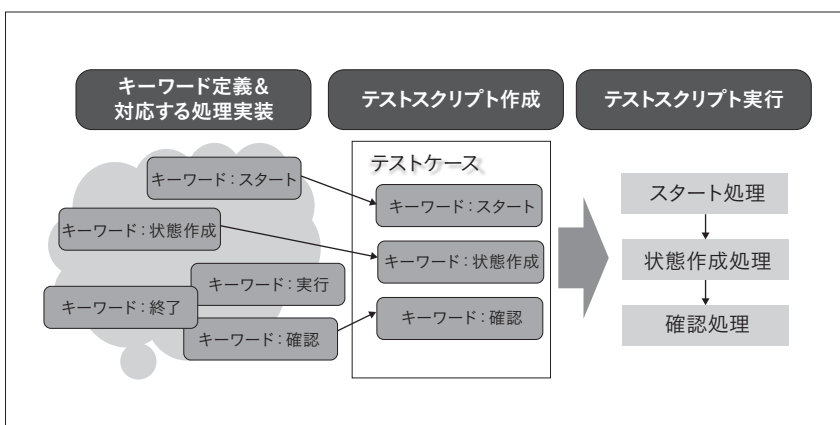 キーワード定義&
対応する処理実装
テストスクリプト作成
テストスクリプト実行
キーワード：スタート
キーワード：状態作成
キーワード：実行
キーワード：終了
キーワード：確認
テストケース
キーワード：スタート
キーワード：状態作成
キーワード：確認
スタート処理
状態作成処理
確認処理